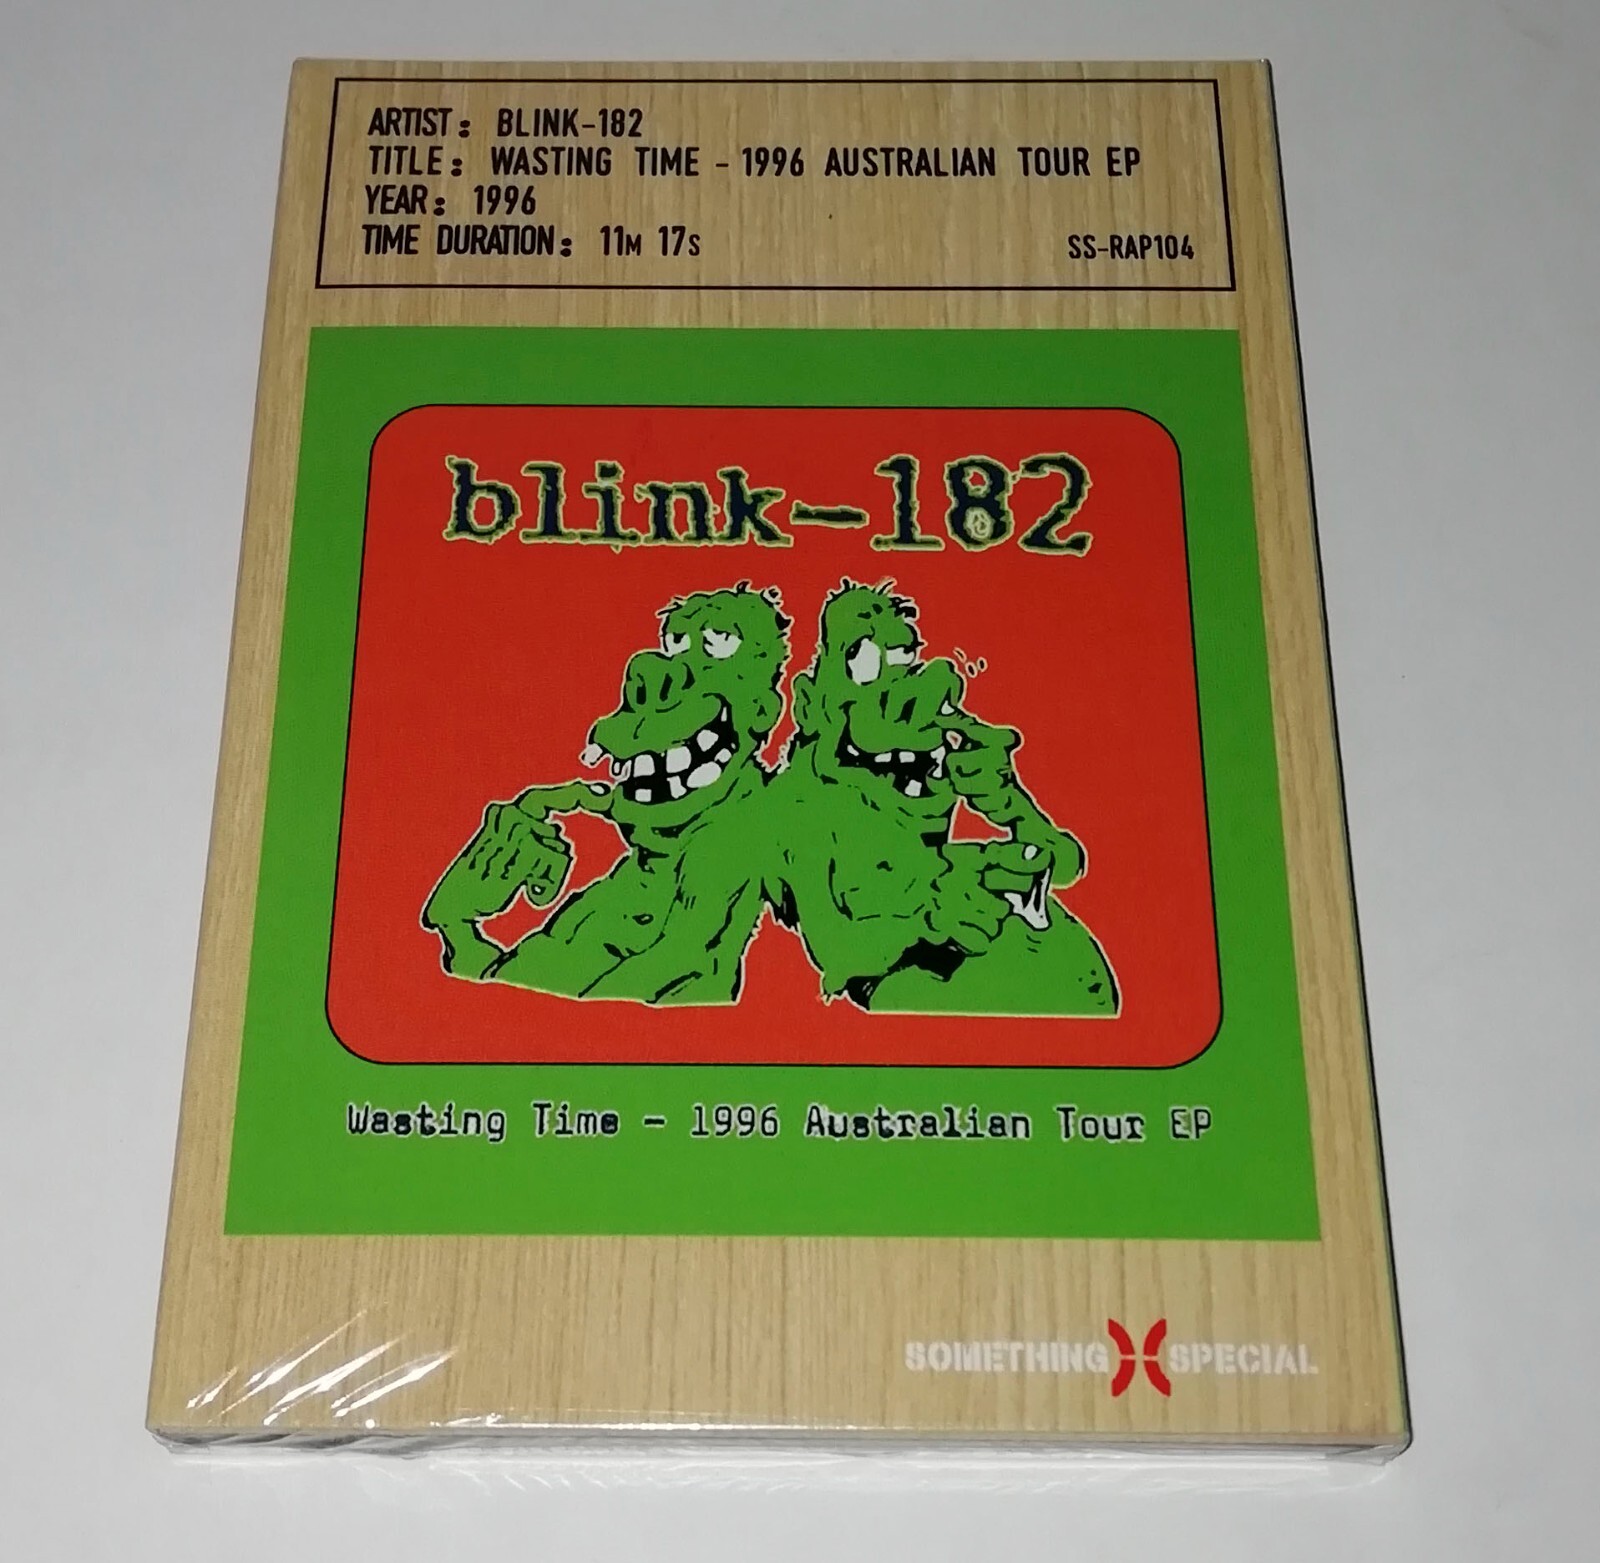 ARTIST: BLINK-182
TITLE: WASTING TIME - 1996 AUSTRALIAN TOUR EP
YEAR: 1996
TIME DURATION: 11M 17S
SS-RAP104
blink-182
Wasting Time - 1996 Australian Tour EP
SOMETHING SPECIAL